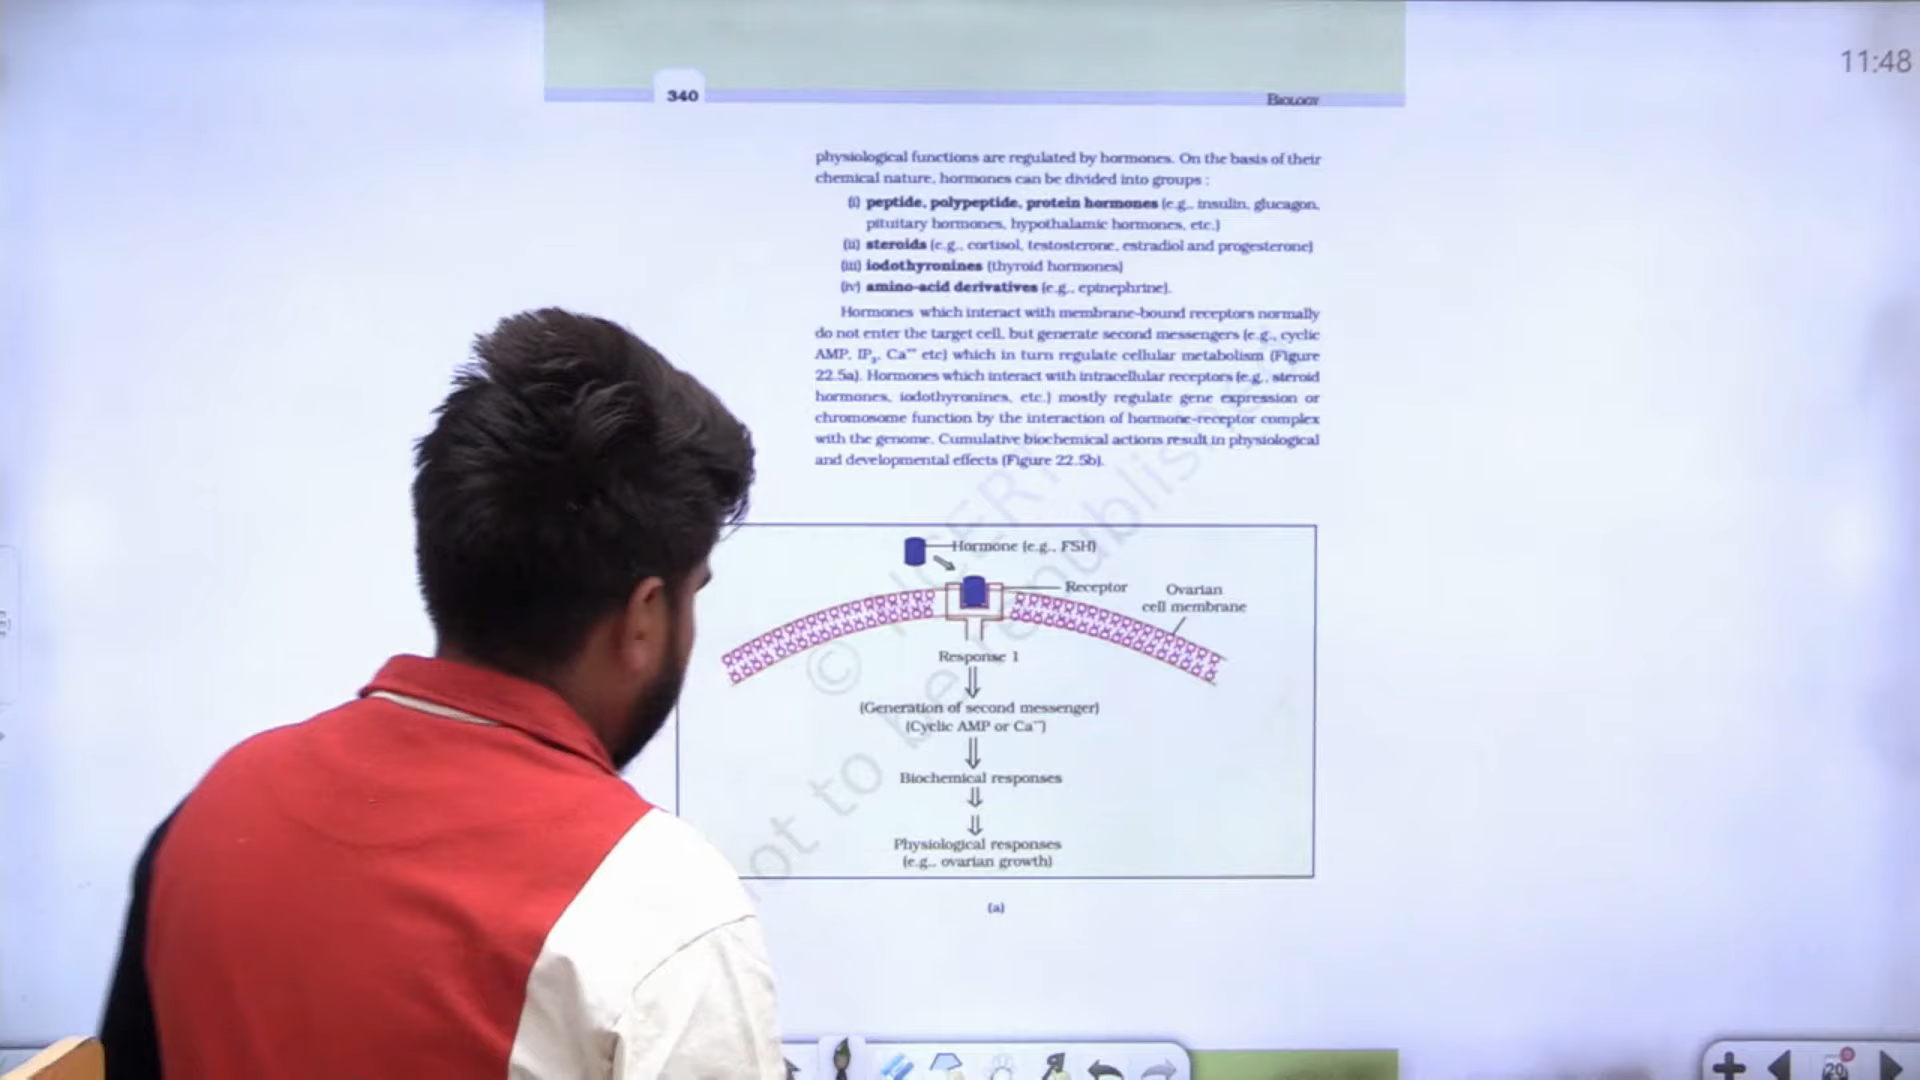 11:48
340
BIOLOGY
physiological functions are regulated by hormones. On the basis of their
chemical nature, hormones can be divided into groups :
(i) peptide, polypeptide, protein hormones (e.g., insulin, glucagon,
pituitary hormones, hypothalamic hormones, etc.)
(ii) steroids (e.g., cortisol, testosterone, estradiol and progesterone)
(iii) iodothyronines (thyroid hormones)
(iv) amino-acid derivatives (e.g., epinephrine).
Hormones which interact with membrane-bound receptors normally
do not enter the target cell, but generate second messengers (e.g., cyclic
AMP, IP₃, Ca⁺⁺ etc) which in turn regulate cellular metabolism (Figure
22.5a). Hormones which interact with intracellular receptors (e.g., steroid
hormones, iodothyronines, etc.) mostly regulate gene expression or
chromosome function by the interaction of hormone-receptor complex
with the genome. Cumulative biochemical actions result in physiological
and developmental effects (Figure 22.5b).
Hormone (e.g., FSH)
Receptor
Ovarian
cell membrane
Response 1
(Generation of second messenger)
(Cyclic AMP or Ca⁺⁺)
Biochemical responses
Physiological responses
(e.g., ovarian growth)
(a)
© NCERT
not to be republished
20